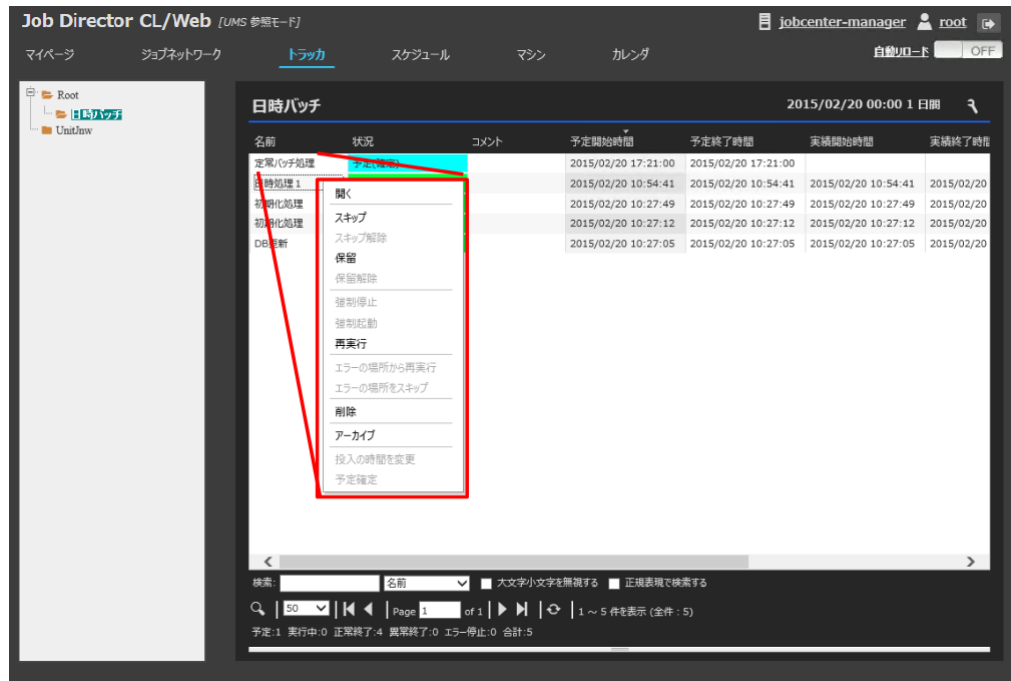 Job Director CL/Web [UMS 参照モード] jobcenter-manager root
マイページ ジョブネットワーク トラッカ スケジュール マシン カレンダ 自動リロード OFF
Root
日時バッチ
UnitJnw
日時バッチ 2015/02/20 00:00 1 日間
名前 状況 コメント 予定開始時間 予定終了時間 実績開始時間 実績終了時間
定常バッチ処理 予定(確定) 2015/02/20 17:21:00 2015/02/20 17:21:00
日時処理1 2015/02/20 10:54:41 2015/02/20 10:54:41 2015/02/20 10:54:41 2015/02/20
初期化処理 2015/02/20 10:27:49 2015/02/20 10:27:49 2015/02/20 10:27:49 2015/02/20
初期化処理 2015/02/20 10:27:12 2015/02/20 10:27:12 2015/02/20 10:27:12 2015/02/20
DB更新 2015/02/20 10:27:05 2015/02/20 10:27:05 2015/02/20 10:27:05 2015/02/20
開く
スキップ
スキップ解除
保留
保留解除
強制停止
強制起動
再実行
エラーの場所から再実行
エラーの場所をスキップ
削除
アーカイブ
投入の時間を変更
予定確定
検索: 名前 大文字小文字を無視する 正規表現で検索する
50 Page 1 of 1 1 ~ 5 件を表示 (全件 : 5)
予定:1 実行中:0 正常終了:4 異常終了:0 エラー停止:0 合計:5